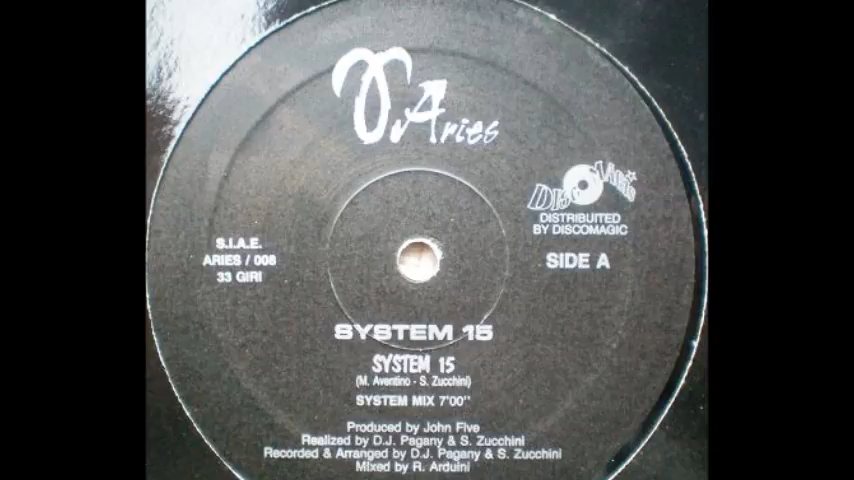 Aries
DISCOMAGIC
DISTRIBUITED
BY DISCOMAGIC
SIDE A
S.I.A.E.
ARIES / 008
33 GIRI
SYSTEM 15
SYSTEM 15
(M. Aventino - S. Zucchini)
SYSTEM MIX 7'00''
Produced by John Five
Realized by D.J. Pagany & S. Zucchini
Recorded & Arranged by D.J. Pagany & S. Zucchini
Mixed by R. Arduini